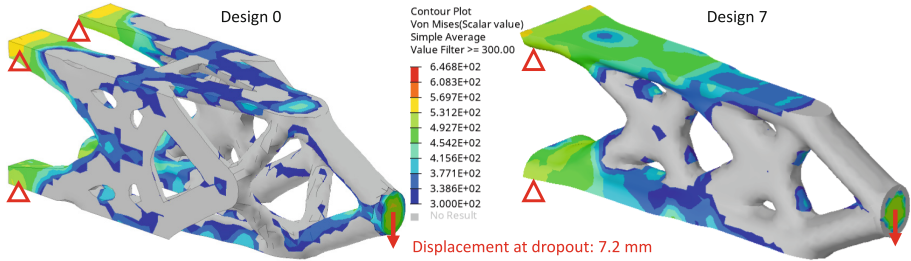 Design 0
Contour Plot
Von Mises(Scalar value)
Simple Average
Value Filter >= 300.00
6.468E+02
6.083E+02
5.697E+02
5.312E+02
4.927E+02
4.542E+02
4.156E+02
3.771E+02
3.386E+02
3.000E+02
No Result
Design 7
Displacement at dropout: 7.2 mm